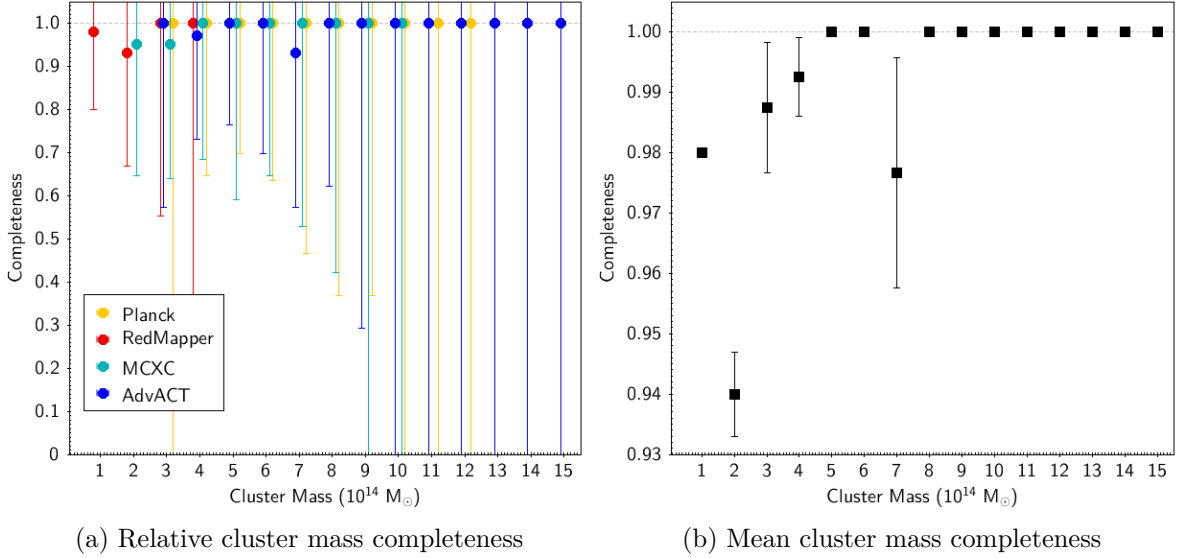 1.0
0.9
0.8
0.7
0.6
0.5
0.4
0.3
0.2
0.1
0
Completeness
Planck
RedMapper
MCXC
AdvACT
1 2 3 4 5 6 7 8 9 10 11 12 13 14 15
Cluster Mass (10¹⁴ M☉)
(a) Relative cluster mass completeness
1.00
0.99
0.98
0.97
0.96
0.95
0.94
0.93
Completeness
1 2 3 4 5 6 7 8 9 10 11 12 13 14 15
Cluster Mass (10¹⁴ M☉)
(b) Mean cluster mass completeness